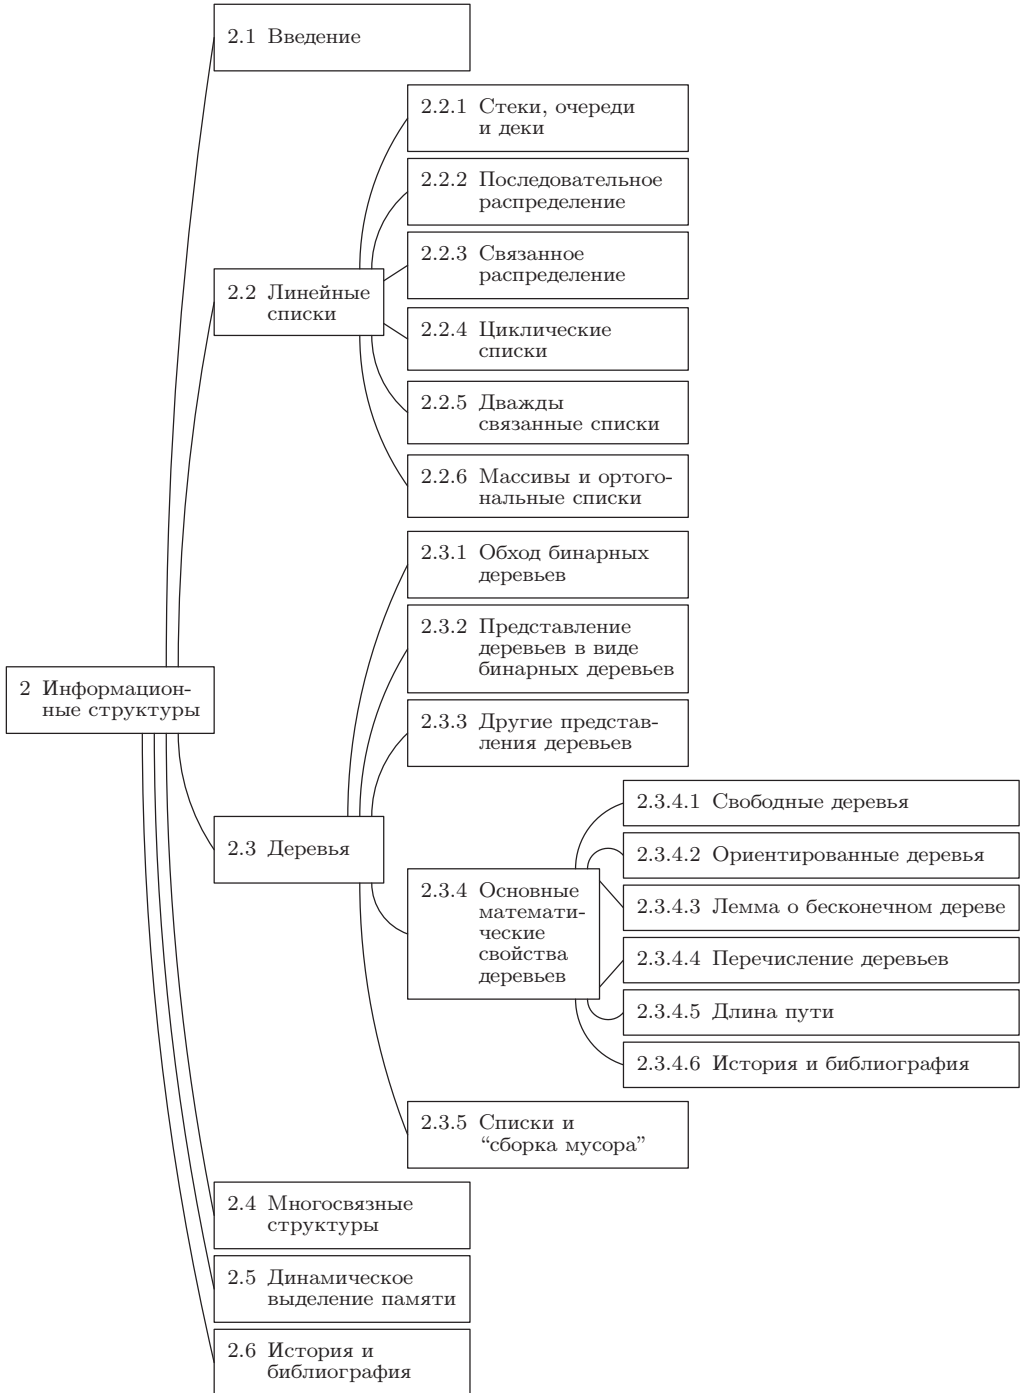 2.1 Введение
2.2.1 Стеки, очереди
и деки
2.2.2 Последовательное
распределение
2.2.3 Связанное
распределение
2.2 Линейные
списки
2.2.4 Циклические
списки
2.2.5 Дважды
связанные списки
2.2.6 Массивы и ортого-
нальные списки
2.3.1 Обход бинарных
деревьев
2.3.2 Представление
деревьев в виде
бинарных деревьев
2 Информацион-
ные структуры
2.3.3 Другие представ-
ления деревьев
2.3.4.1 Свободные деревья
2.3 Деревья
2.3.4.2 Ориентированные деревья
2.3.4 Основные
математи-
ческие
свойства
деревьев
2.3.4.3 Лемма о бесконечном дереве
2.3.4.4 Перечисление деревьев
2.3.4.5 Длина пути
2.3.4.6 История и библиография
2.3.5 Списки и
“сборка мусора”
2.4 Многосвязные
структуры
2.5 Динамическое
выделение памяти
2.6 История и
библиография